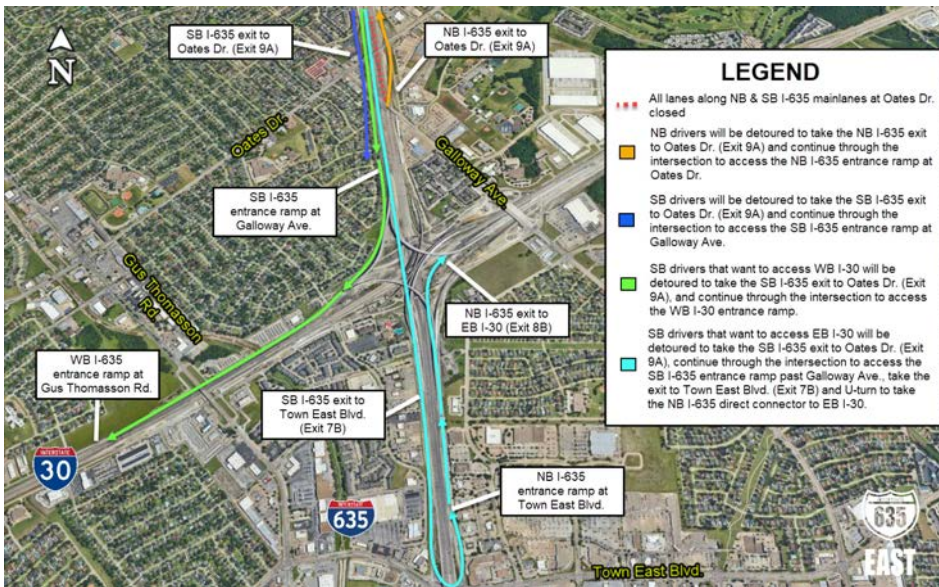 SB I-635 exit to
Oates Dr. (Exit 9A)
NB I-635 exit to
Oates Dr. (Exit 9A)
N
Oates Dr.
Galloway Ave
SB I-635
entrance ramp at
Galloway Ave.
Gus Thomasson
Rd.
NB I-635 exit to
EB I-30 (Exit 8B)
WB I-635
entrance ramp at
Gus Thomasson Rd.
SB I-635 exit to
Town East Blvd.
(Exit 7B)
NB I-635
entrance ramp at
Town East Blvd.
INTERSTATE
30
635
Town East Blvd.
LEGEND
All lanes along NB & SB I-635 mainlanes at Oates Dr.
closed
NB drivers will be detoured to take the NB I-635 exit
to Oates Dr. (Exit 9A) and continue through the
intersection to access the NB I-635 entrance ramp at
Oates Dr.
SB drivers will be detoured to take the SB I-635 exit
to Oates Dr. (Exit 9A) and continue through the
intersection to access the SB I-635 entrance ramp at
Galloway Ave.
SB drivers that want to access WB I-30 will be
detoured to take the SB I-635 exit to Oates Dr. (Exit
9A), and continue through the intersection to access
the WB I-30 entrance ramp.
SB drivers that want to access EB I-30 will be
detoured to take the SB I-635 exit to Oates Dr. (Exit
9A), continue through the intersection to access the
SB I-635 entrance ramp past Galloway Ave., take the
exit to Town East Blvd. (Exit 7B) and U-turn to take
the NB I-635 direct connector to EB I-30.
635
EAST